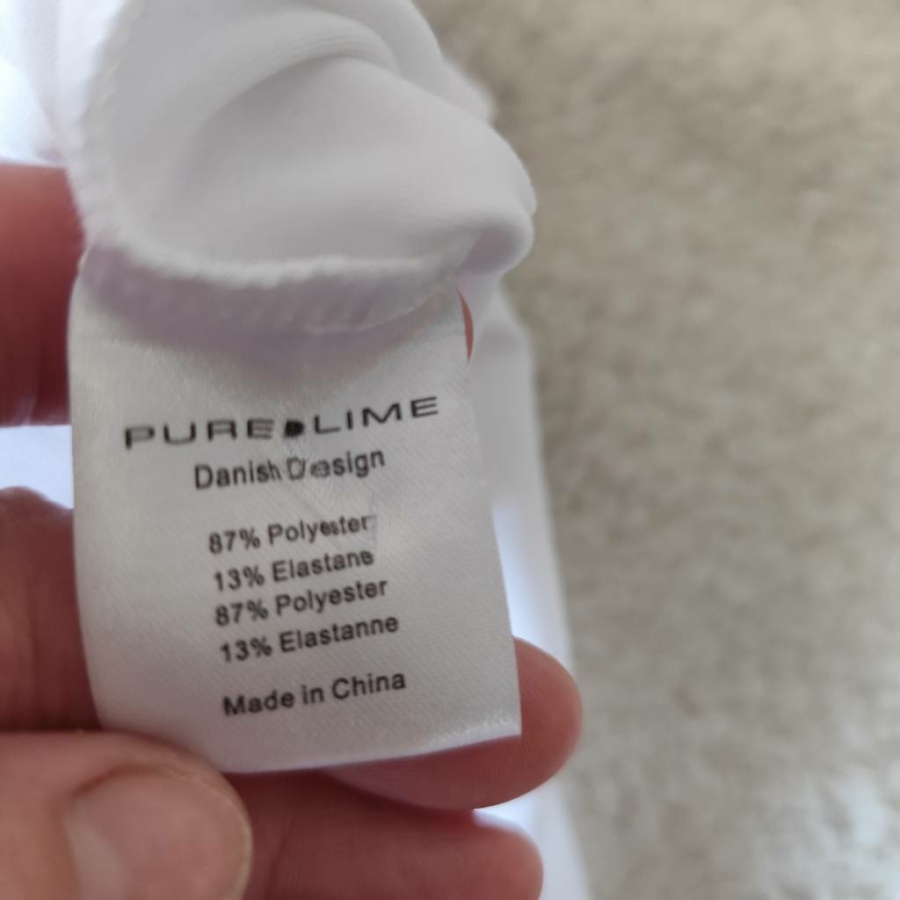 PURE LIME
Danish Design
87% Polyester
13% Elastane
87% Polyester
13% Elastanne
Made in China